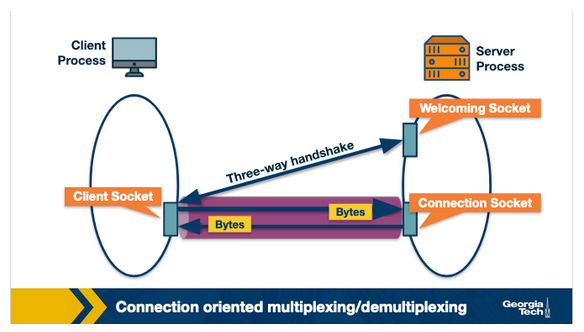 Client
Process
Server
Process
Welcoming Socket
Three-way handshake
Client Socket
Connection Socket
Bytes
Bytes
Connection oriented multiplexing/demultiplexing
Georgia
Tech